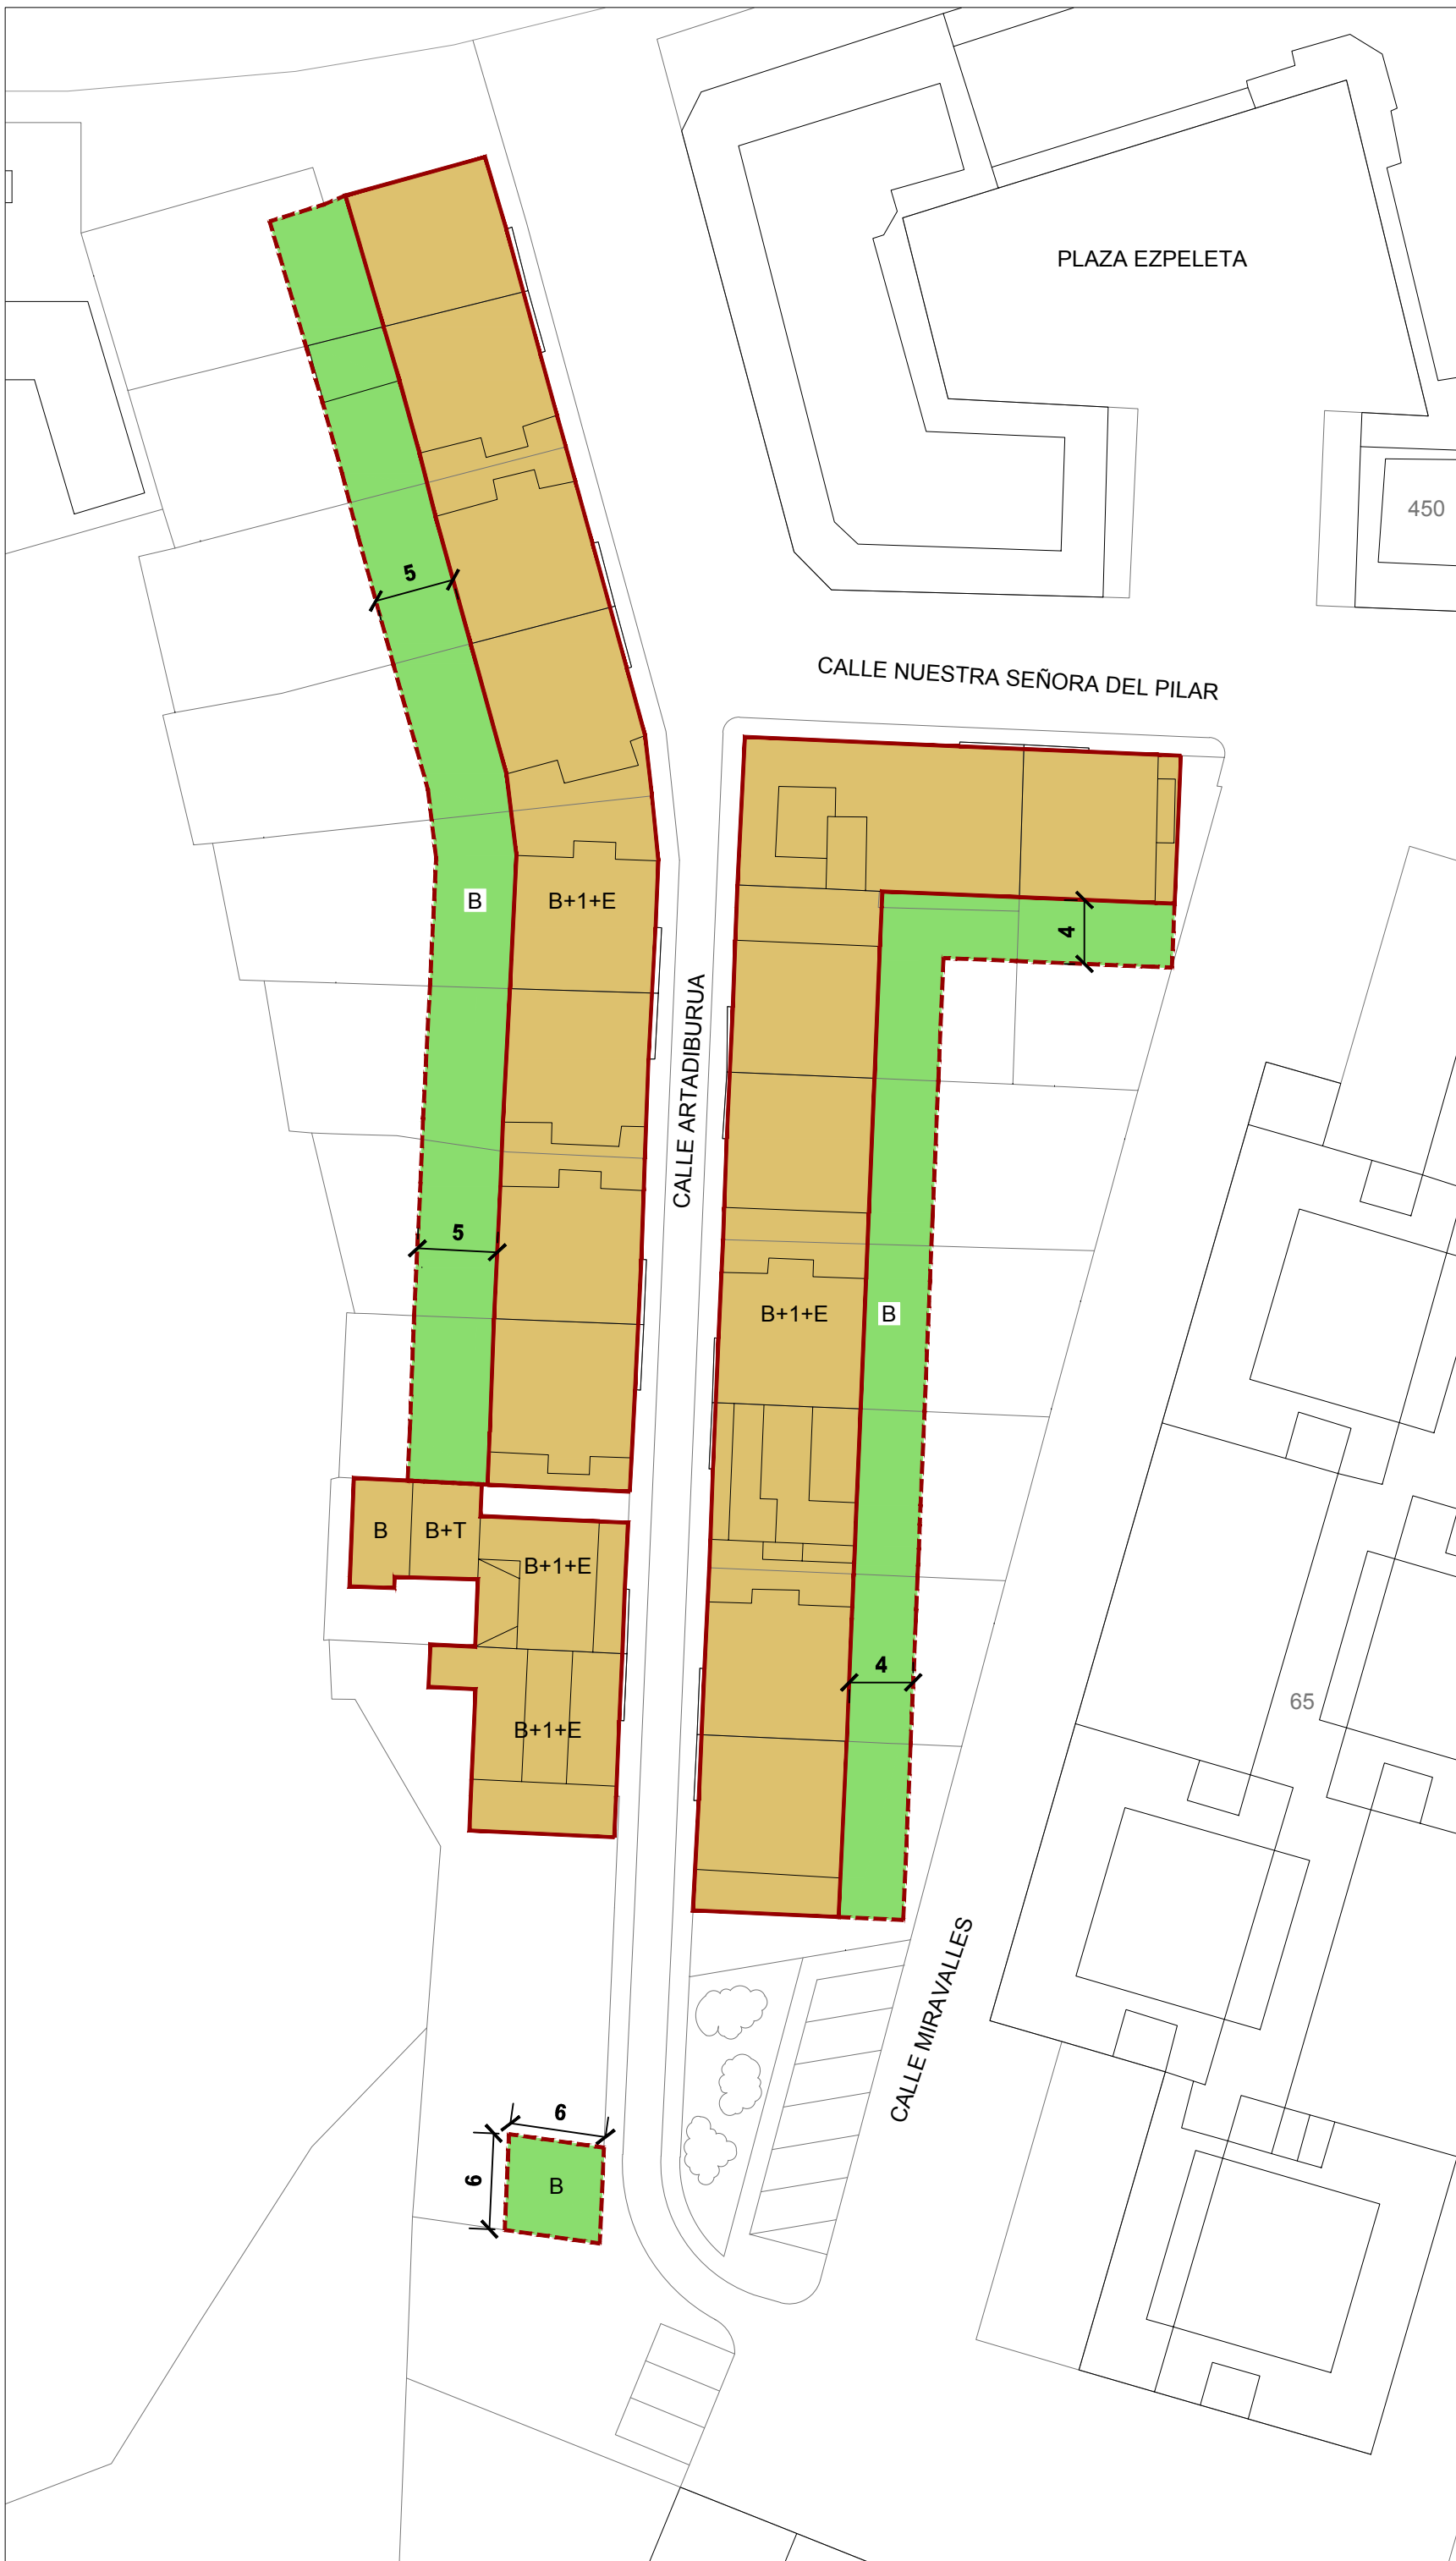 PLAZA EZPELETA
450
5
CALLE NUESTRA SEÑORA DEL PILAR
B
B+1+E
4
CALLE ARTADIBURUA
5
B+1+E
B
B
B+T
B+1+E
4
65
B+1+E
CALLE MIRAVALLES
6
6
B